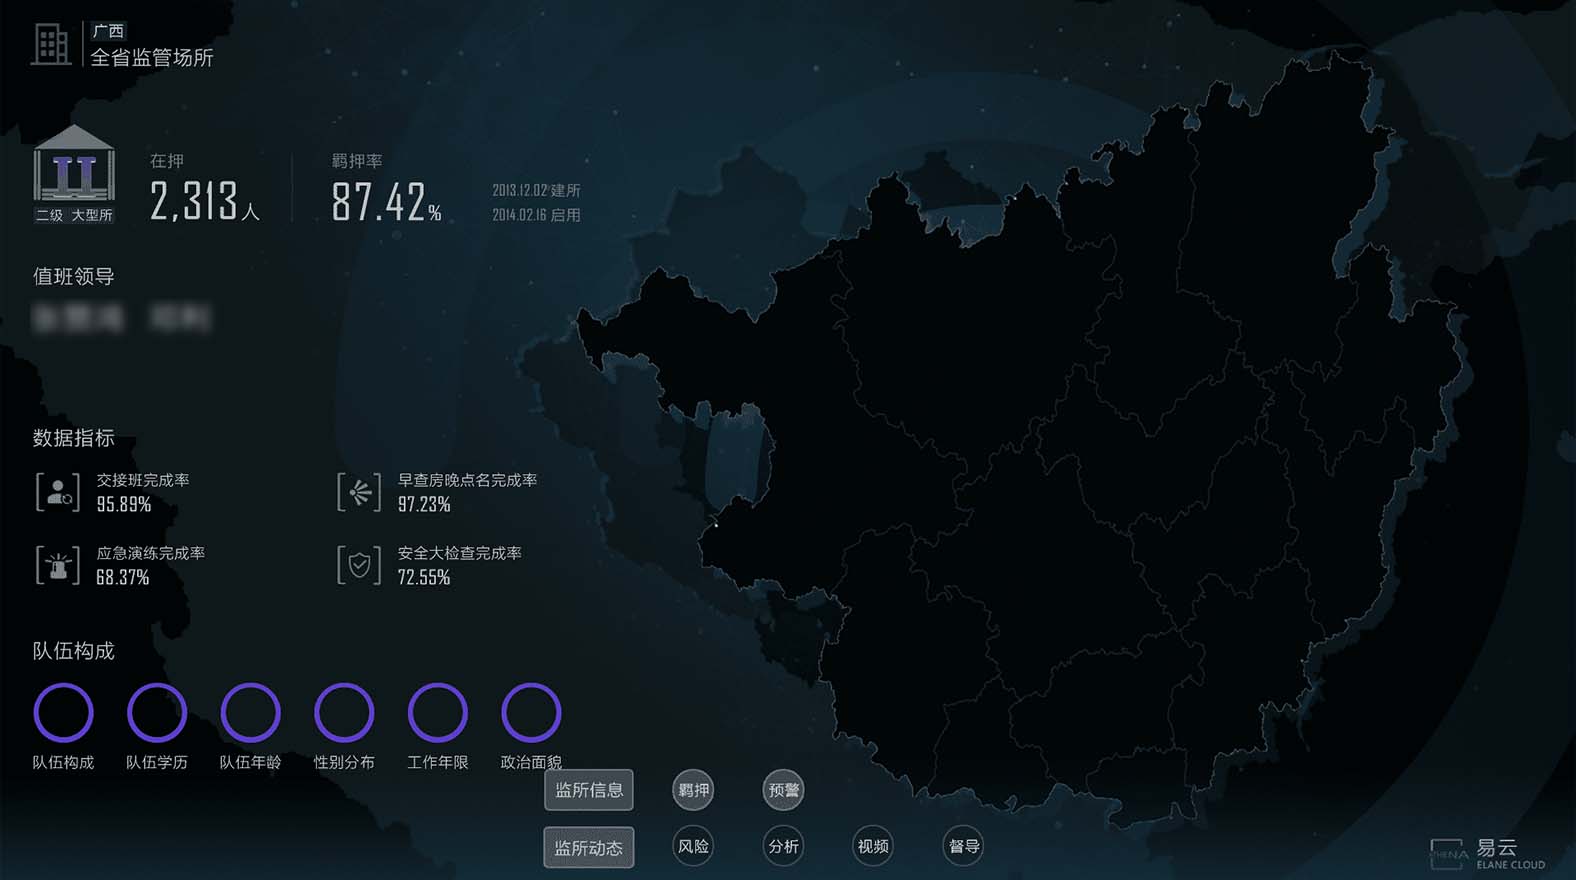 广西
全省监管场所
二级 大型所
在押
2,313人
羁押率
87.42%
2013.12.02 建所
2014.02.16 启用
值班领导
数据指标
交接班完成率
95.89%
早查房晚点名完成率
97.23%
应急演练完成率
68.37%
安全大检查完成率
72.55%
队伍构成
队伍构成
队伍学历
队伍年龄
性别分布
工作年限
政治面貌
监所信息
羁押
预警
监所动态
风险
分析
视频
督导
易云
ELANE CLOUD